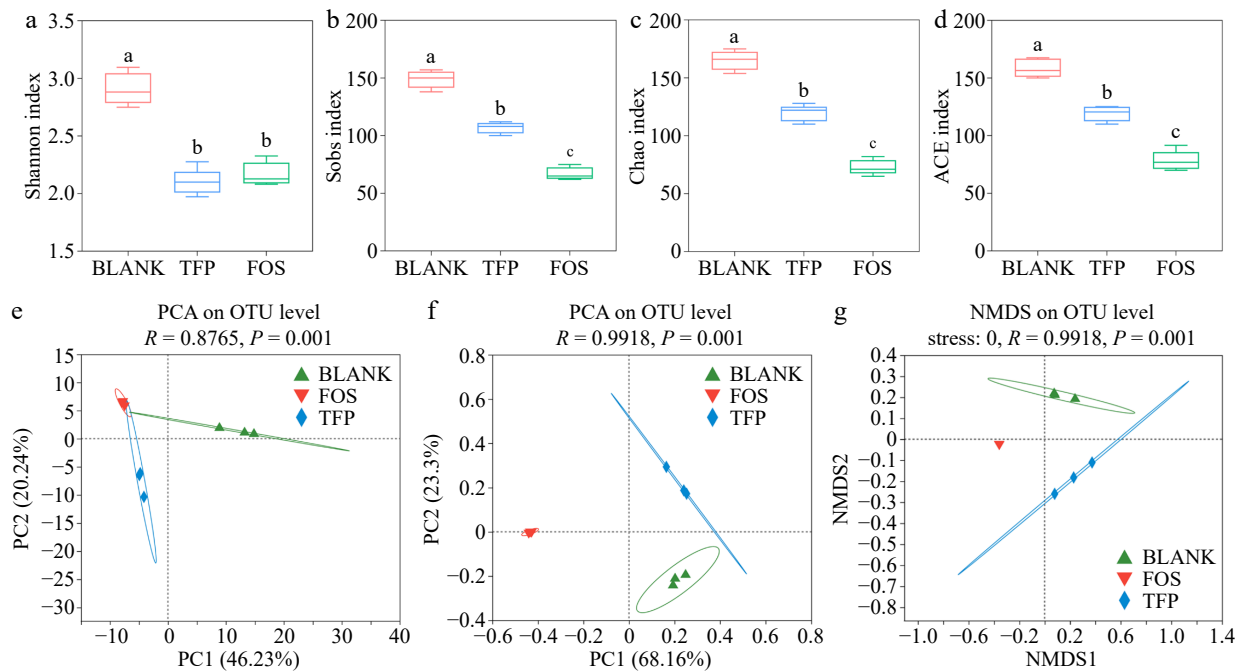 a
3.5
3.0
2.5
2.0
1.5
Shannon index
a
b
b
BLANK TFP FOS
b
200
150
100
50
0
Sobs index
a
b
c
BLANK TFP FOS
c
200
150
100
50
0
Chao index
a
b
c
BLANK TFP FOS
d
200
150
100
50
0
ACE index
a
b
c
BLANK TFP FOS
e
PCA on OTU level
R = 0.8765, P = 0.001
15
10
5
0
−5
−10
−15
−20
−25
−30
PC2 (20.24%)
BLANK
FOS
TFP
−10 0 10 20 30 40
PC1 (46.23%)
f
PCA on OTU level
R = 0.9918, P = 0.001
0.8
0.6
0.4
0.2
0
−0.2
−0.4
PC2 (23.3%)
BLANK
FOS
TFP
−0.6 −0.4 −0.2 0 0.2 0.4 0.6 0.8
PC1 (68.16%)
g
NMDS on OTU level
stress: 0, R = 0.9918, P = 0.001
0.4
0.3
0.2
0.1
0
−0.1
−0.2
−0.3
−0.4
−0.5
−0.6
−0.7
−0.8
NMDS2
BLANK
FOS
TFP
−1.0 −0.6 −0.2 0.2 0.6 1.0 1.4
NMDS1